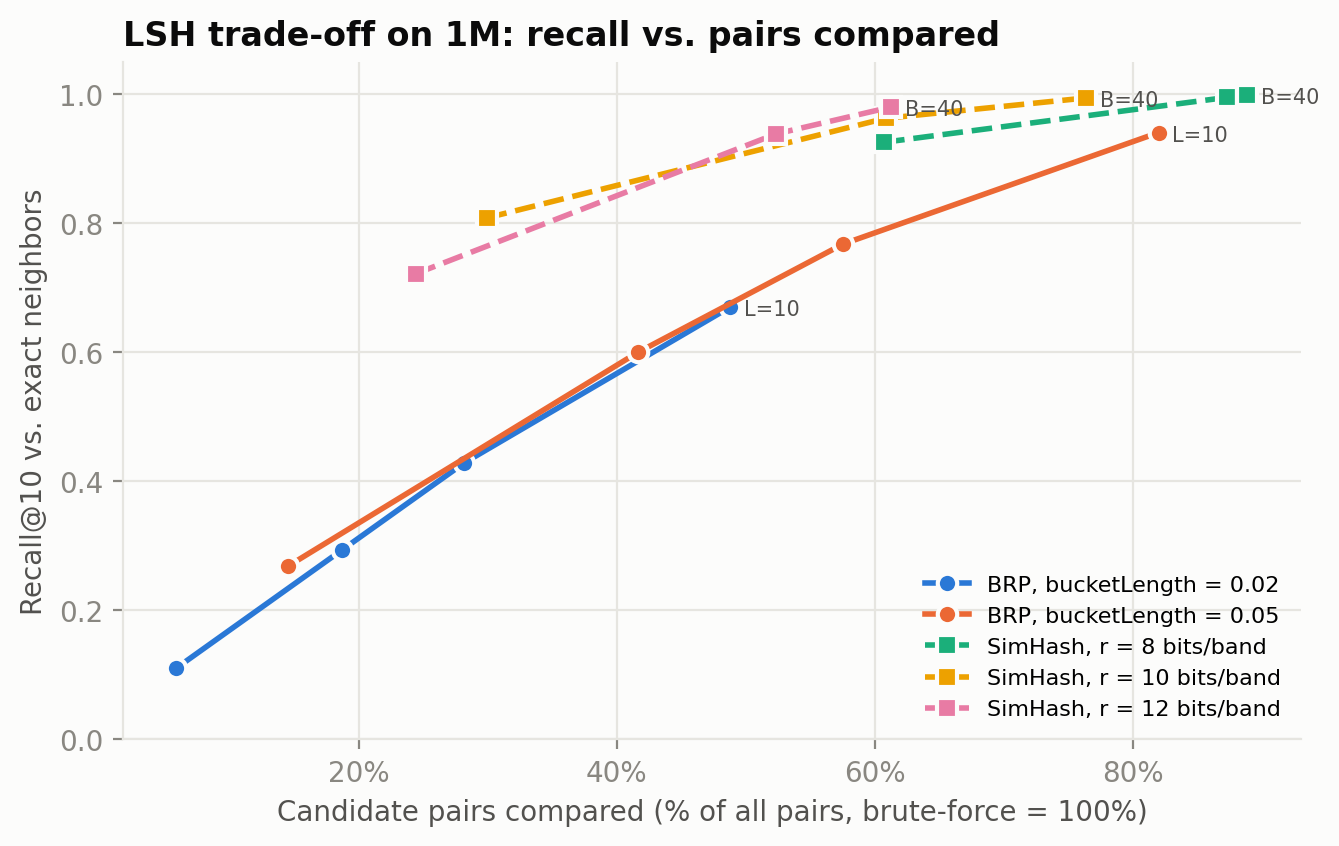 LSH trade-off on 1M: recall vs. pairs compared
Recall@10 vs. exact neighbors
1.0
0.8
0.6
0.4
0.2
0.0
B=40
B=40
B=40
L=10
L=10
BRP, bucketLength = 0.02
BRP, bucketLength = 0.05
SimHash, r = 8 bits/band
SimHash, r = 10 bits/band
SimHash, r = 12 bits/band
20%
40%
60%
80%
Candidate pairs compared (% of all pairs, brute-force = 100%)